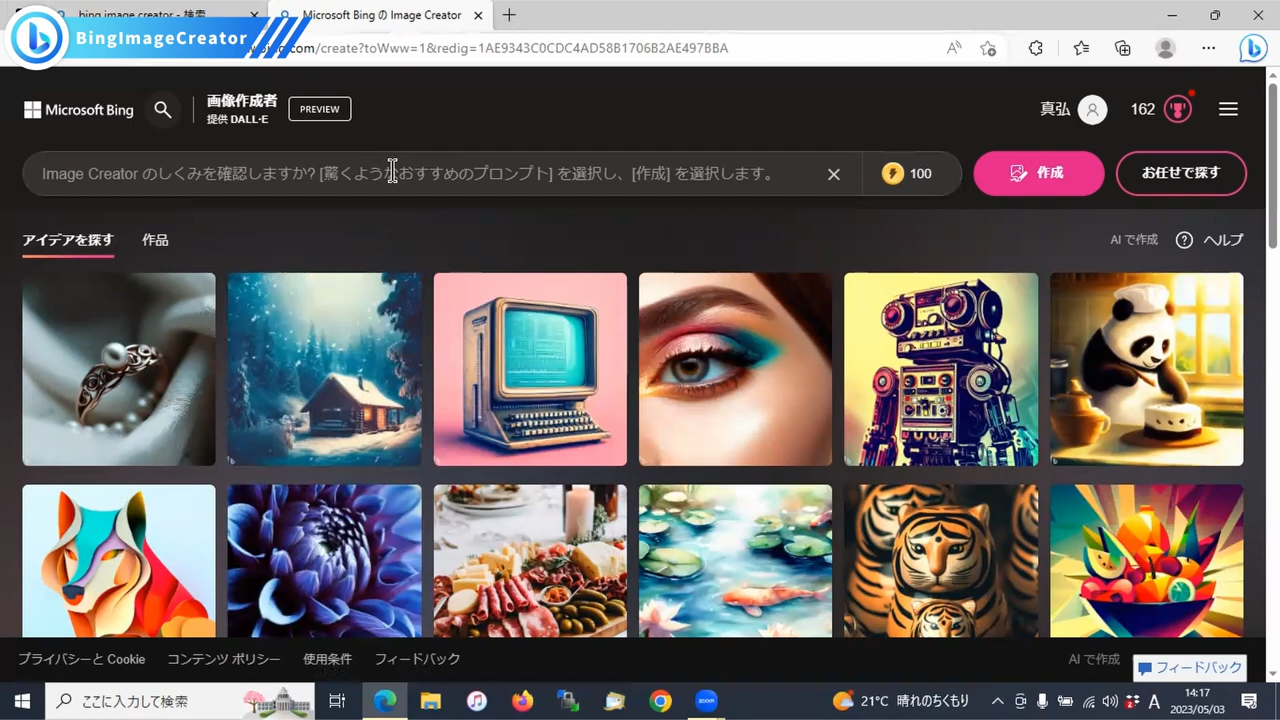 bing image creator - 検索
Microsoft Bing の Image Creator
BingImageCreator
.com/create?toWww=1&redig=1AE9343C0CDC4AD58B1706B2AE497BBA
Microsoft Bing
画像作成者
提供 DALL·E
PREVIEW
真弘
162
Image Creator のしくみを確認しますか? [驚くようなおすすめのプロンプト] を選択し、[作成] を選択します。
100
作成
お任せで探す
アイデアを探す
作品
AI で作成
ヘルプ
プライバシーと Cookie
コンテンツ ポリシー
使用条件
フィードバック
AI で作成
フィードバック
ここに入力して検索
zoom
21°C 晴れのちくもり
A
14:17
2023/05/03